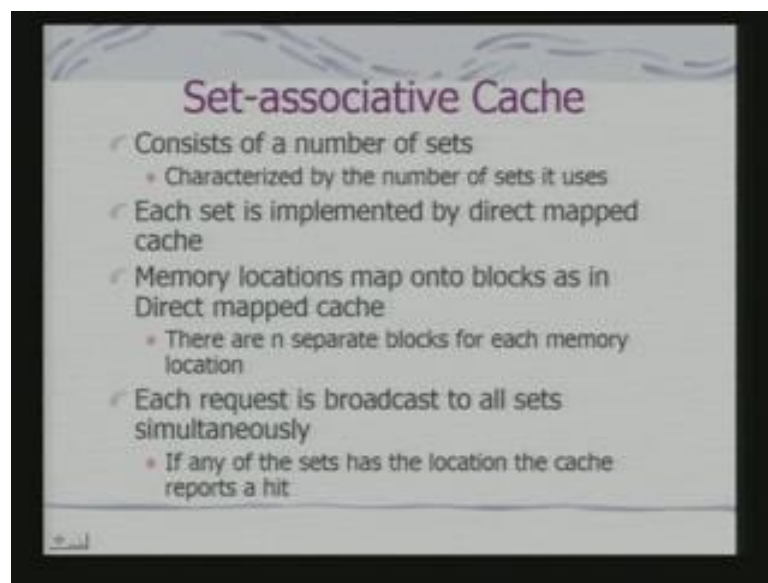 Set-associative Cache
Consists of a number of sets
Characterized by the number of sets it uses
Each set is implemented by direct mapped
cache
Memory locations map onto blocks as in
Direct mapped cache
There are n separate blocks for each memory
location
Each request is broadcast to all sets
simultaneously
If any of the sets has the location the cache
reports a hit